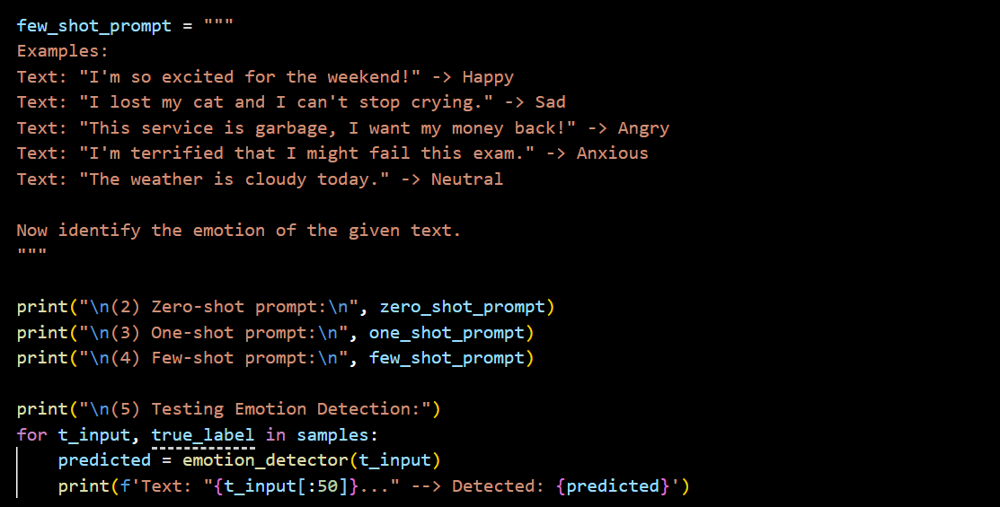 few_shot_prompt = """
Examples:
Text: "I'm so excited for the weekend!" -> Happy
Text: "I lost my cat and I can't stop crying." -> Sad
Text: "This service is garbage, I want my money back!" -> Angry
Text: "I'm terrified that I might fail this exam." -> Anxious
Text: "The weather is cloudy today." -> Neutral

Now identify the emotion of the given text.
"""

print("\n(2) Zero-shot prompt:\n", zero_shot_prompt)
print("\n(3) One-shot prompt:\n", one_shot_prompt)
print("\n(4) Few-shot prompt:\n", few_shot_prompt)

print("\n(5) Testing Emotion Detection:")
for t_input, true_label in samples:
    predicted = emotion_detector(t_input)
    print(f'Text: "{t_input[:50]}..." --> Detected: {predicted}')